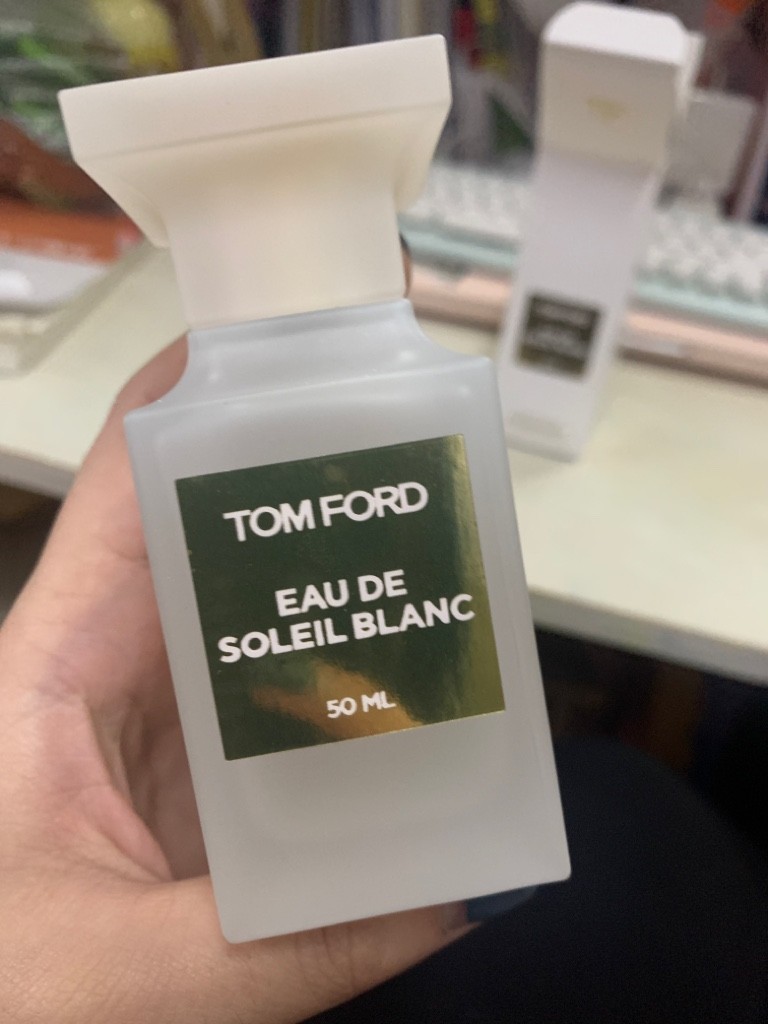 TOM FORD
EAU DE
SOLEIL BLANC
50 ML